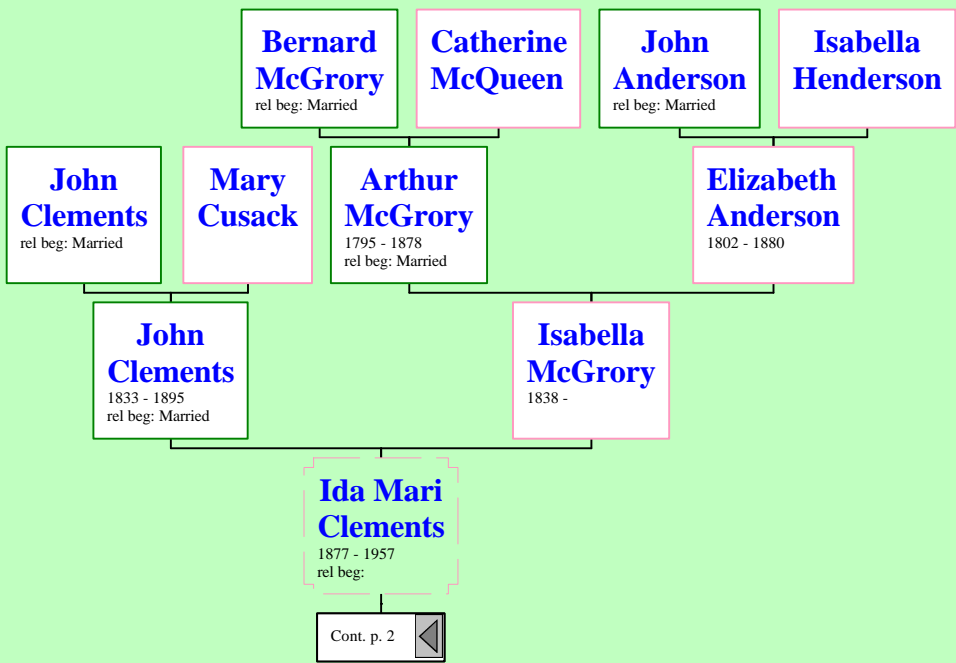 Bernard
McGrory
rel beg: Married
Catherine
McQueen
John
Anderson
rel beg: Married
Isabella
Henderson
John
Clements
rel beg: Married
Mary
Cusack
Arthur
McGrory
1795 - 1878
rel beg: Married
Elizabeth
Anderson
1802 - 1880
John
Clements
1833 - 1895
rel beg: Married
Isabella
McGrory
1838 -
Ida Mari
Clements
1877 - 1957
rel beg:
Cont. p. 2